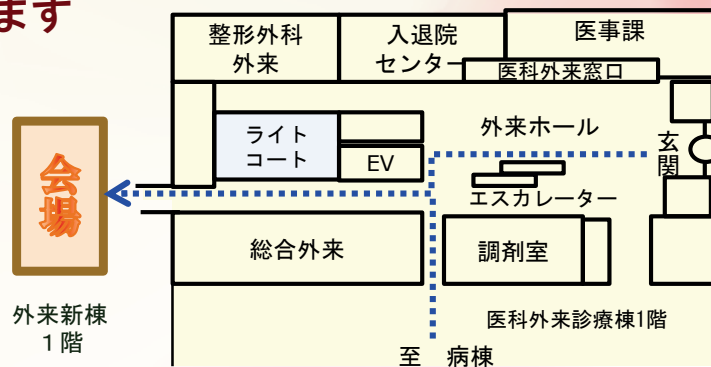 ます
整形外科
外来
入退院
センター
医事課
医科外来窓口
ライト
コート
EV
外来ホール
玄
関
エスカレーター
会
場
総合外来
調剤室
外来新棟
1階
医科外来診療棟1階
至 病棟